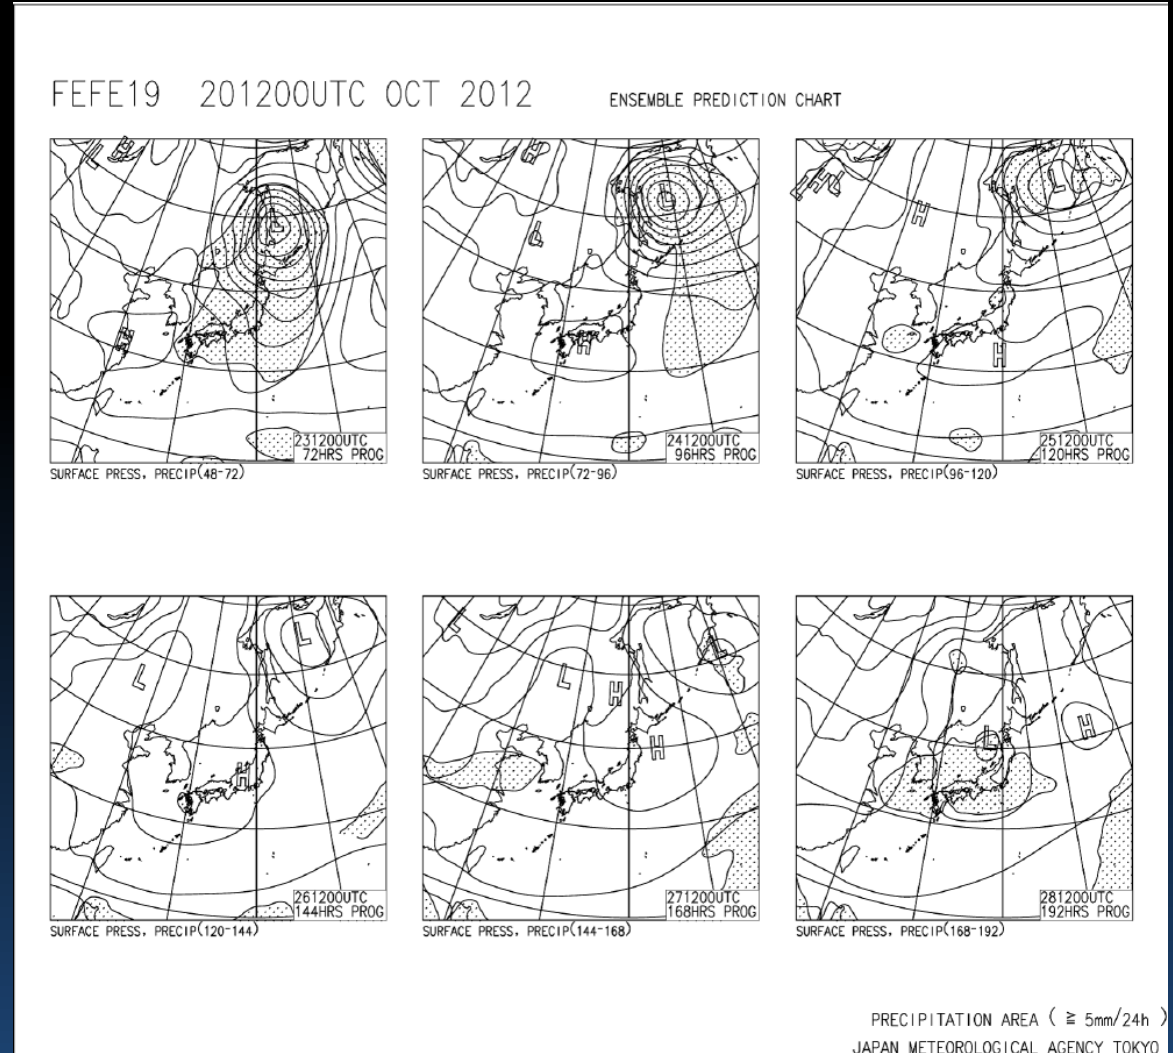 FEFE19 201200UTC OCT 2012 ENSEMBLE PREDICTION CHART
L H
L
H
231200UTC
72HRS PROG
SURFACE PRESS, PRECIP(48-72)
H
L
L
H
241200UTC
96HRS PROG
SURFACE PRESS, PRECIP(72-96)
L H
L
H
H
251200UTC
120HRS PROG
SURFACE PRESS, PRECIP(96-120)
L
L
H
261200UTC
144HRS PROG
SURFACE PRESS, PRECIP(120-144)
L
L
L
H
H
271200UTC
168HRS PROG
SURFACE PRESS, PRECIP(144-168)
H
L
281200UTC
192HRS PROG
SURFACE PRESS, PRECIP(168-192)
PRECIPITATION AREA ( ≧ 5mm/24h )
JAPAN METEOROLOGICAL AGENCY TOKYO